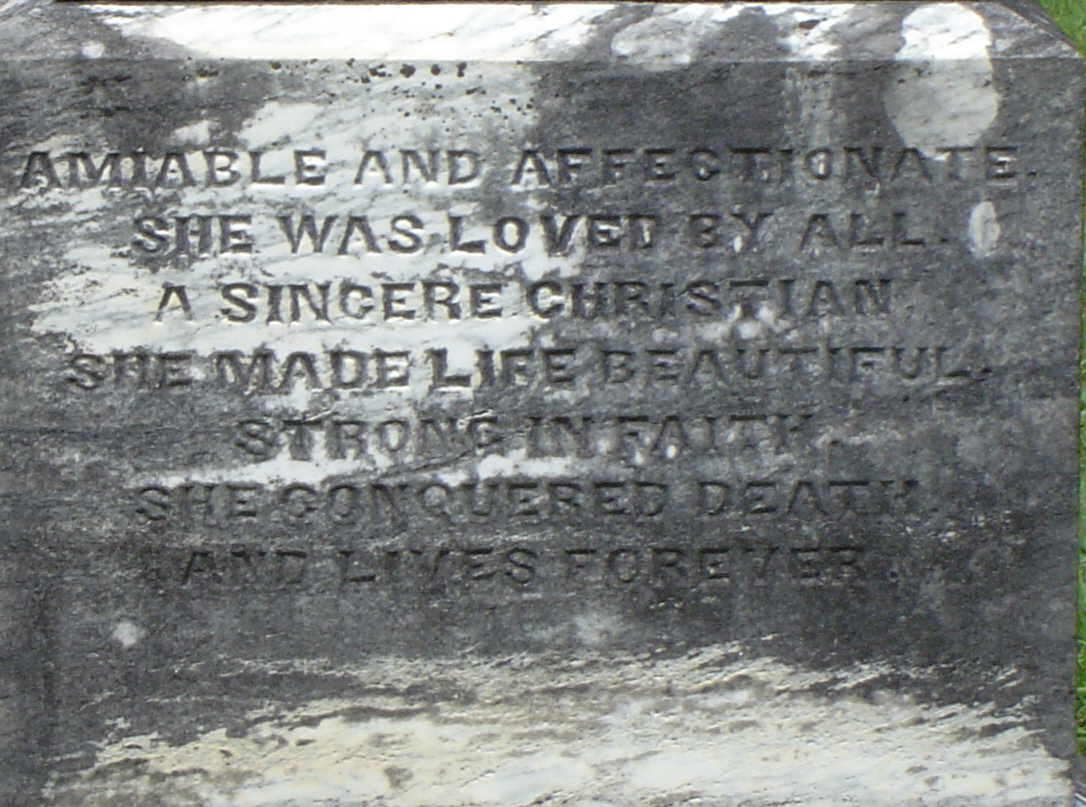 AMIABLE AND AFFECTIONATE.
SHE WAS LOVED BY ALL.
A SINCERE CHRISTIAN
SHE MADE LIFE BEAUTIFUL.
STRONG IN FAITH.
SHE CONQUERED DEATH
AND LIVES FOREVER.